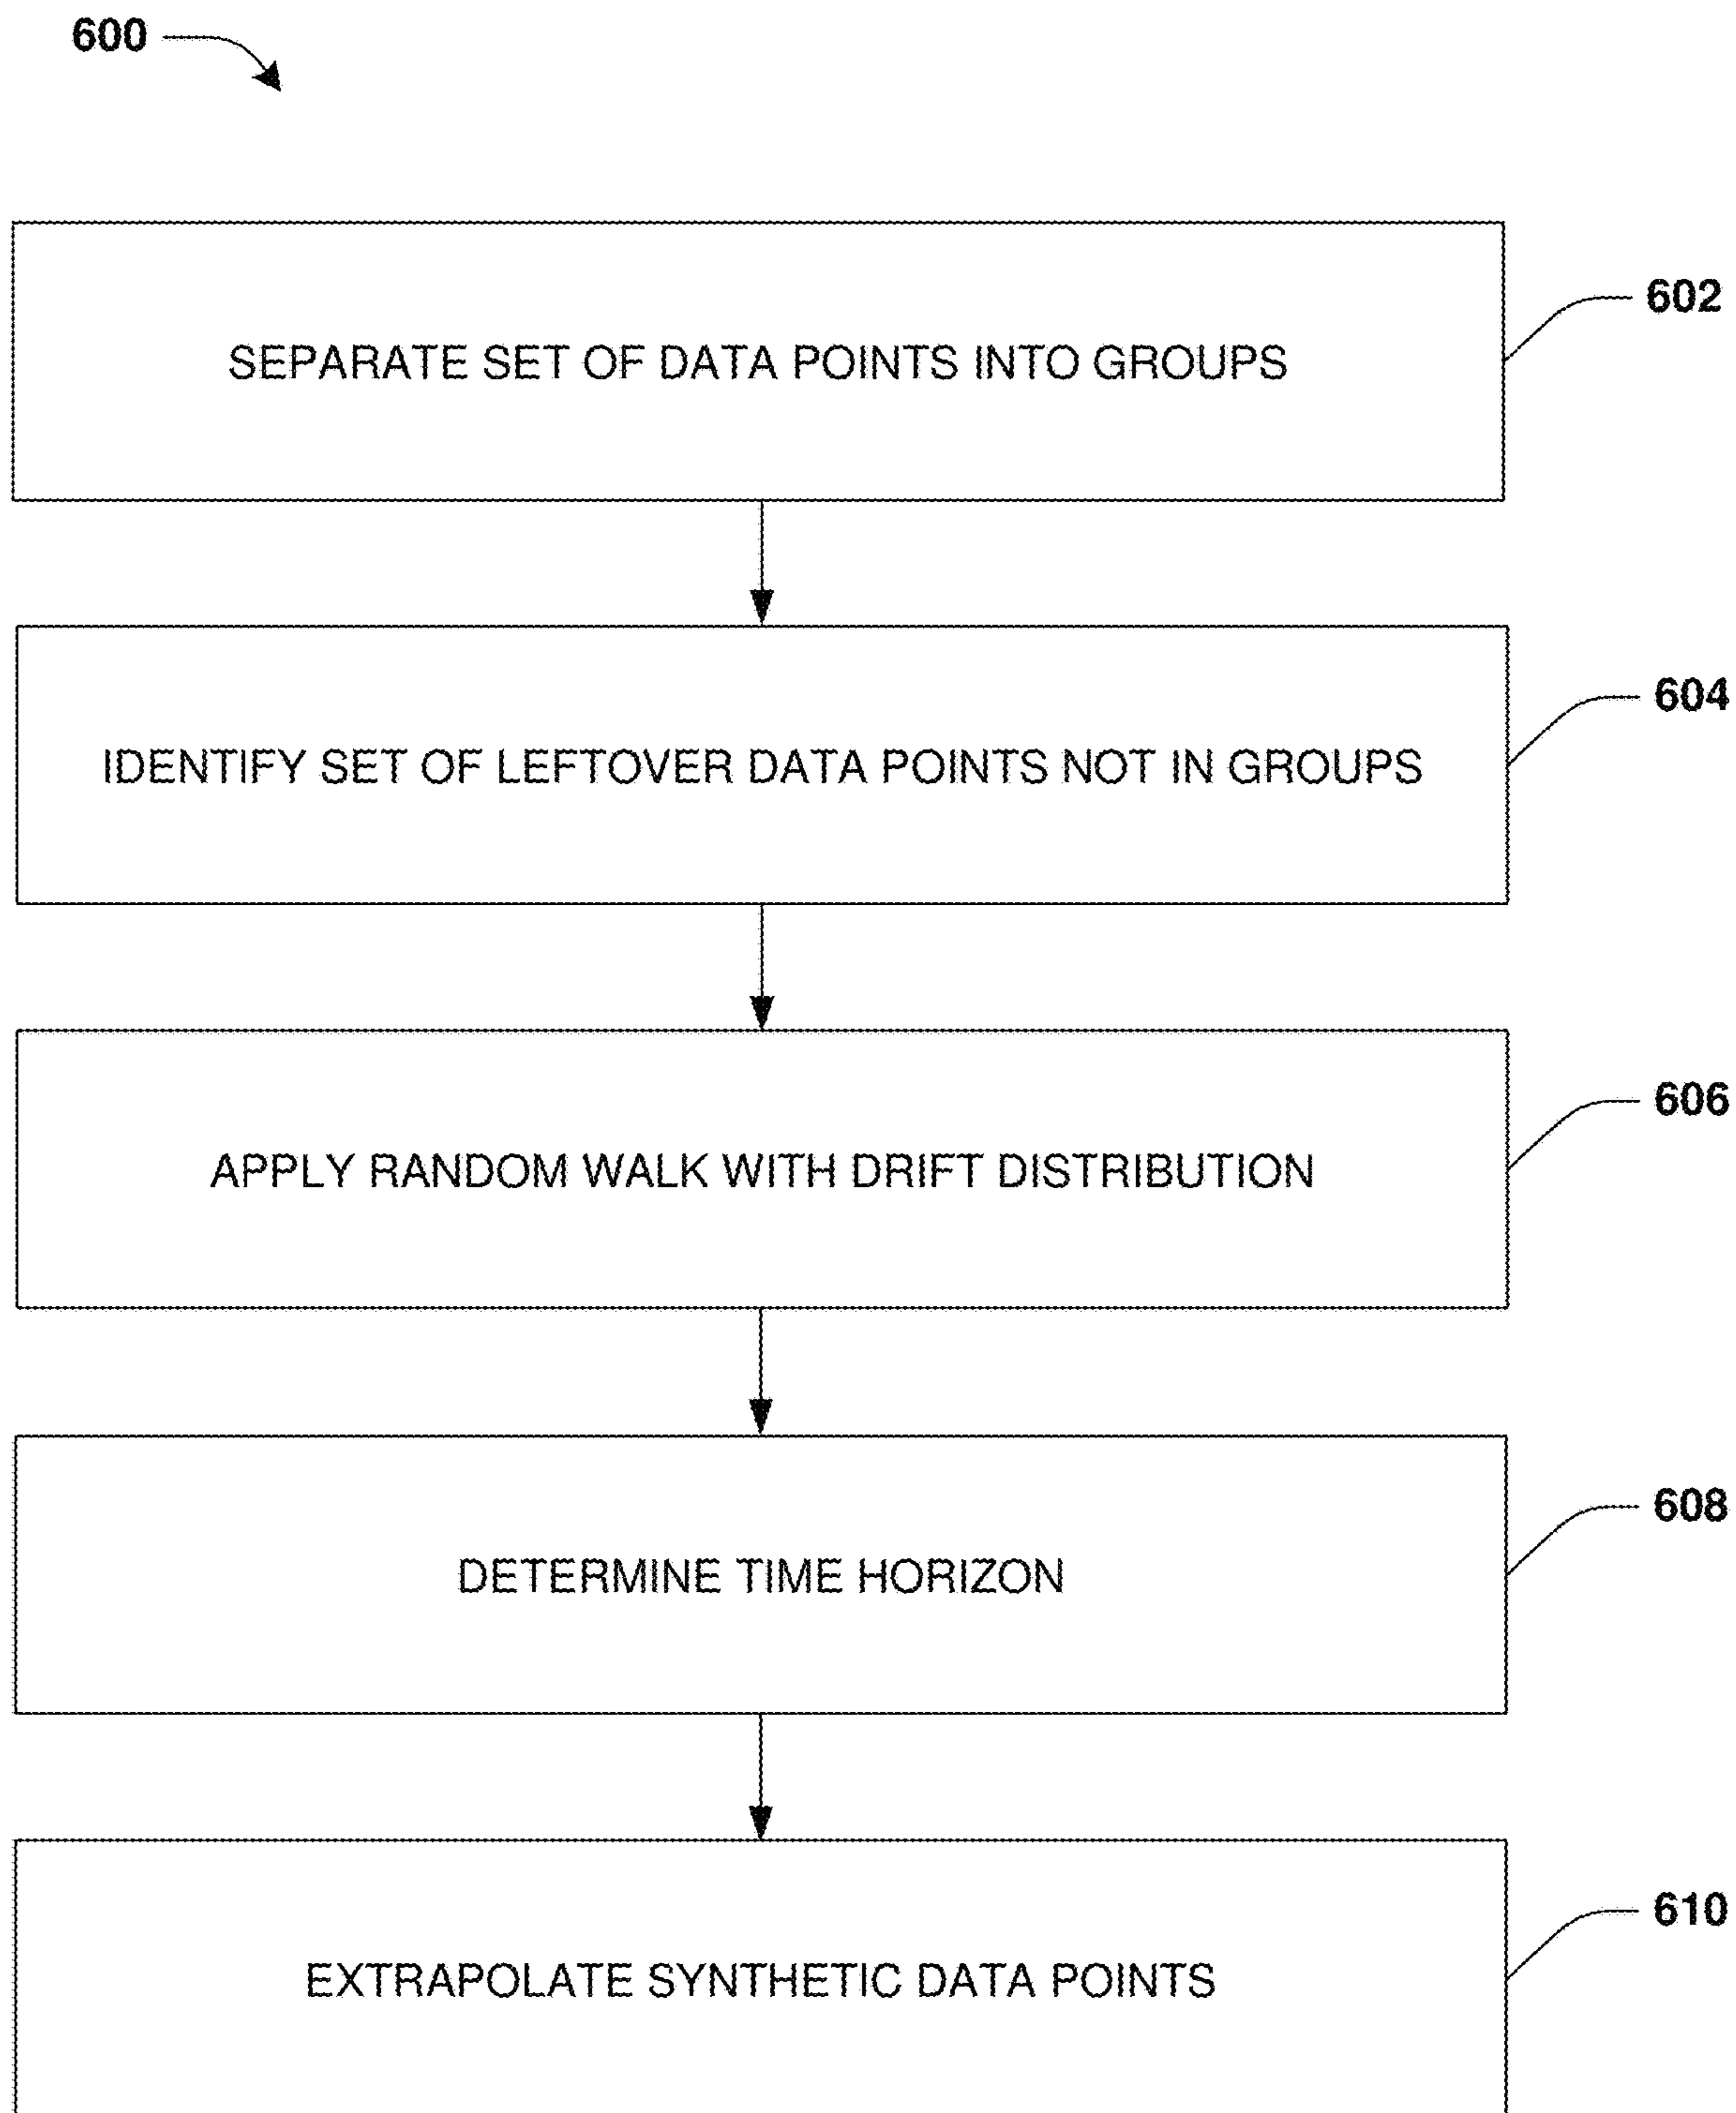 600
SEPARATE SET OF DATA POINTS INTO GROUPS
602
IDENTIFY SET OF LEFTOVER DATA POINTS NOT IN GROUPS
604
APPLY RANDOM WALK WITH DRIFT DISTRIBUTION
606
DETERMINE TIME HORIZON
608
EXTRAPOLATE SYNTHETIC DATA POINTS
610